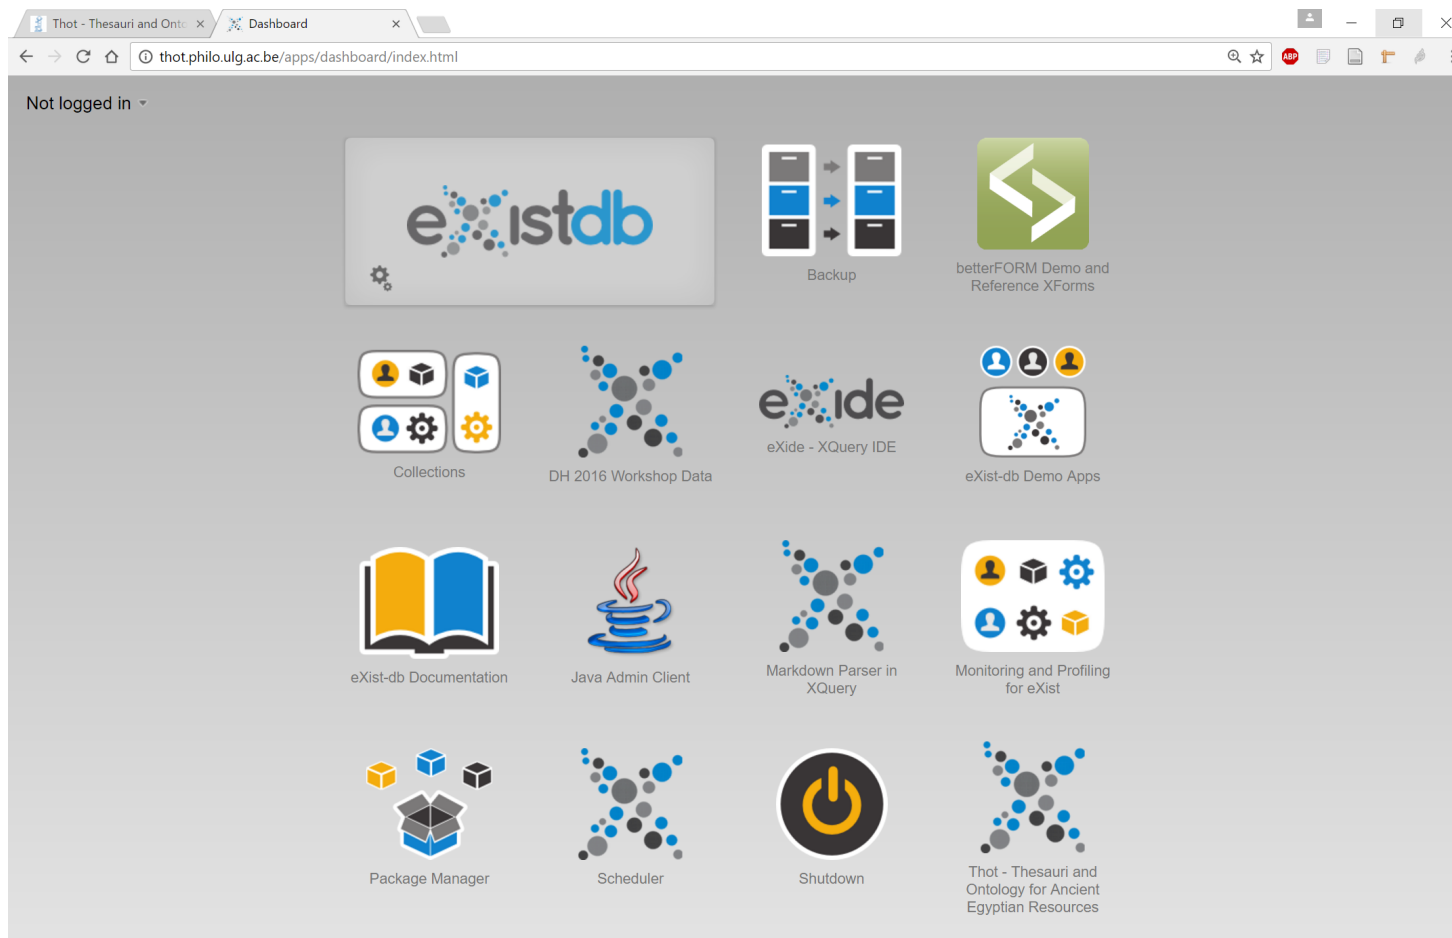 Thot - Thesauri and Onto
Dashboard
thot.philo.ulg.ac.be/apps/dashboard/index.html
ABP
Not logged in
eXistdb
Backup
betterFORM Demo and
Reference XForms
Collections
DH 2016 Workshop Data
eXide
eXide - XQuery IDE
eXist-db Demo Apps
eXist-db Documentation
Java Admin Client
Markdown Parser in
XQuery
Monitoring and Profiling
for eXist
Package Manager
Scheduler
Shutdown
Thot - Thesauri and
Ontology for Ancient
Egyptian Resources